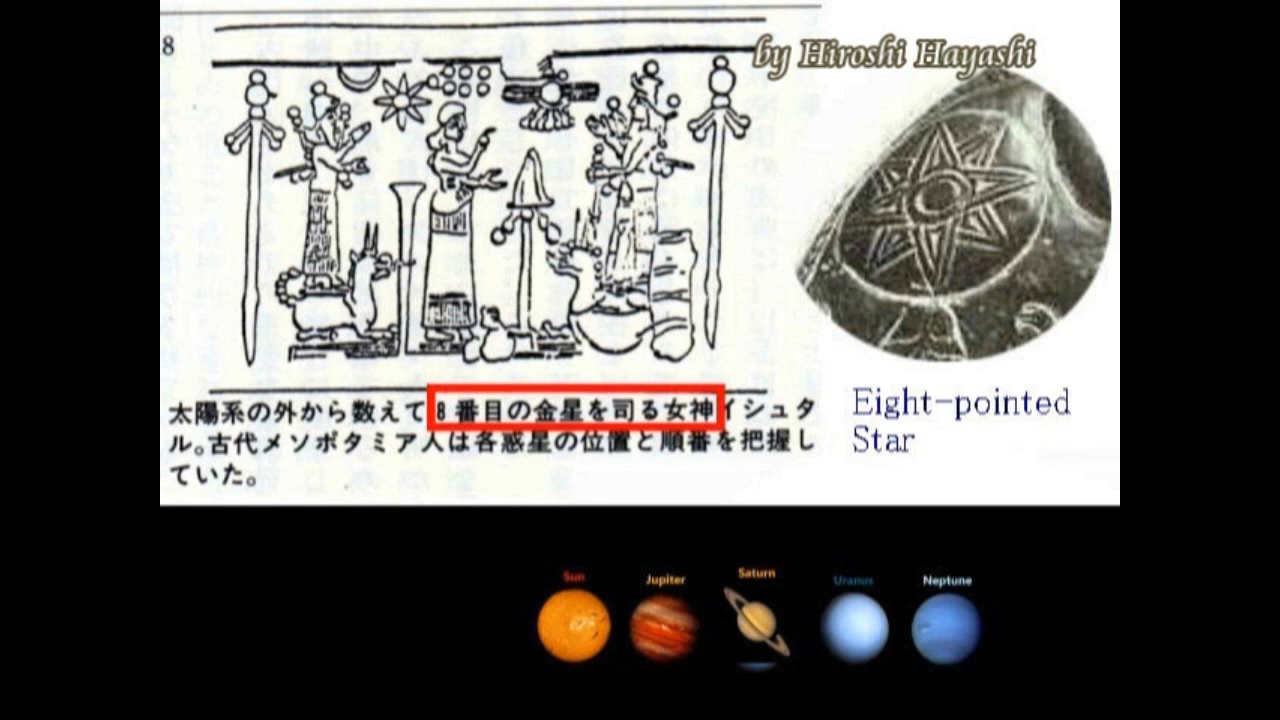 8
by Hiroshi Hayashi
太陽系の外から数えて8番目の金星を司る女神イシュタ
ル。古代メソポタミア人は各惑星の位置と順番を把握し
ていた。
Eight-pointed
Star
Sun
Jupiter
Saturn
Uranus
Neptune